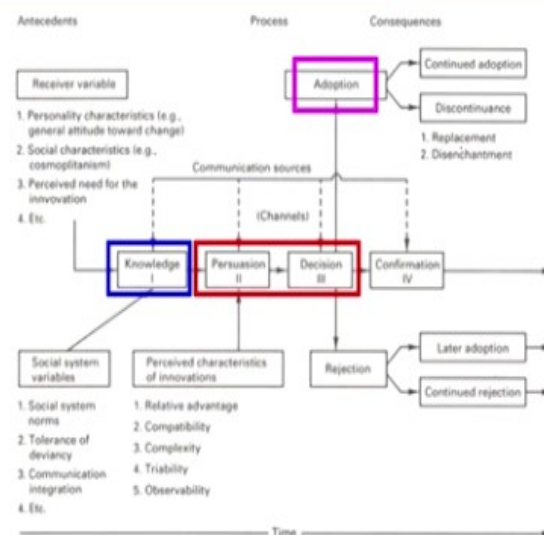 Antecedents
Process
Consequences
Receiver variable
1. Personality characteristics (e.g.,
general attitude toward change)
2. Social characteristics (e.g.,
cosmoplitanism)
3. Perceived need for the
innvovation
4. Etc.
Adoption
Continued adoption
Discontinuance
1. Replacement
2. Disenchantment
Communication sources
(Channels)
Knowledge
I
Persuasion
II
Decision
III
Confirmation
IV
Social system
variables
1. Social system
norms
2. Tolerance of
deviancy
3. Communication
integration
4. Etc.
Perceived characteristics
of innovations
1. Relative advantage
2. Compatibility
3. Complexity
4. Triability
5. Observability
Rejection
Later adoption
Continued rejection
Time